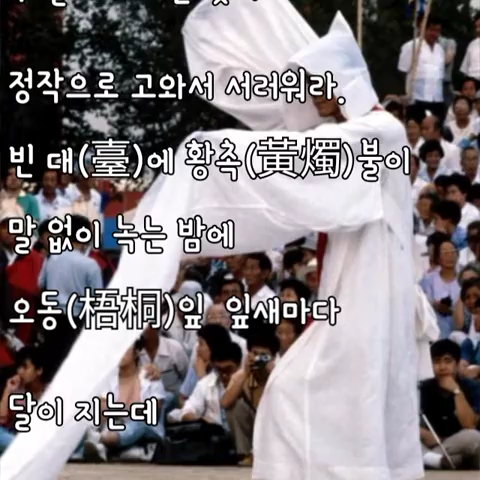 정작으로 고와서 서러워라.
빈 대(臺)에 황촉(黃燭)불이
말 없이 녹는 밤에
오동(梧桐)잎 잎새마다
달이 지는데